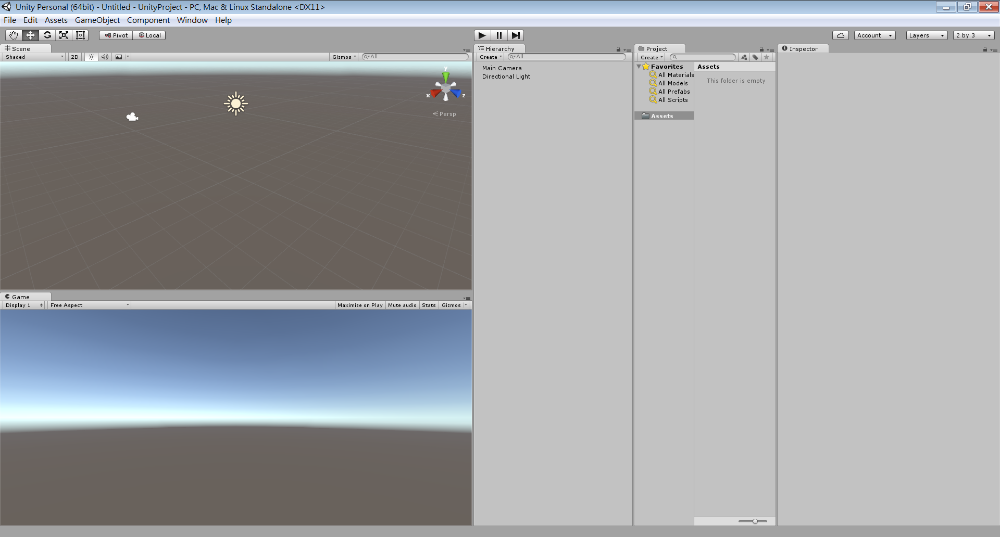 Unity Personal (64bit) - Untitled - UnityProject - PC, Mac & Linux Standalone <DX11>
File Edit Assets GameObject Component Window Help
Pivot Local Account Layers 2 by 3
Scene
Shaded 2D Gizmos All
y
x z
Persp
Game
Display 1 Free Aspect Maximize on Play Mute audio Stats Gizmos
Hierarchy
Create All
Main Camera
Directional Light
Project
Create
Favorites
All Materials
All Models
All Prefabs
All Scripts
Assets
Assets
This folder is empty
Inspector